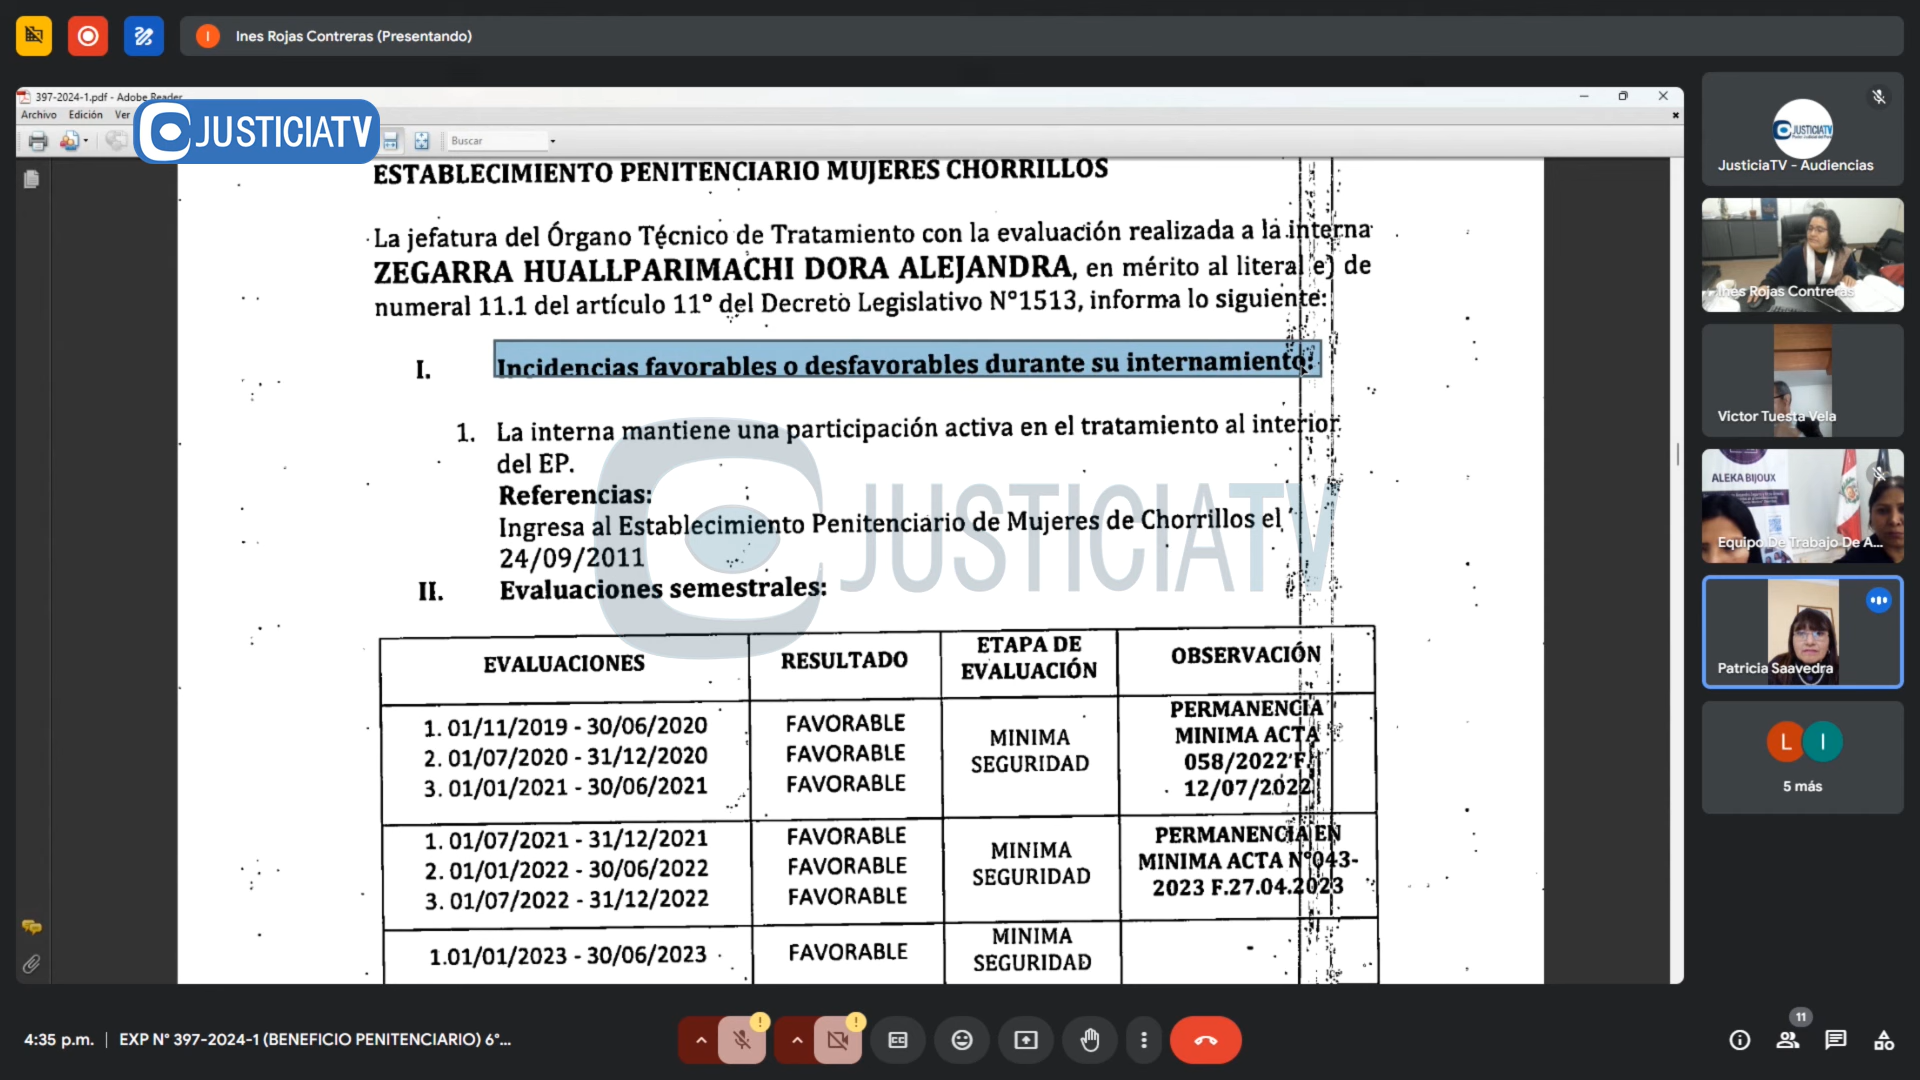 I Ines Rojas Contreras (Presentando)
397-2024-1.pdf - Adobe Reader
Archivo Edición Ver
JUSTICIATV
Buscar
ESTABLECIMIENTO PENITENCIARIO MUJERES CHORRILLOS
La jefatura del Órgano Técnico de Tratamiento con la evaluación realizada a la interna
ZEGARRA HUALLPARIMACHI DORA ALEJANDRA, en mérito al literal e) de
numeral 11.1 del artículo 11° del Decreto Legislativo N°1513, informa lo siguiente:
I. Incidencias favorables o desfavorables durante su internamiento:
1. La interna mantiene una participación activa en el tratamiento al interior
del EP.
Referencias:
Ingresa al Establecimiento Penitenciario de Mujeres de Chorrillos el
24/09/2011
II. Evaluaciones semestrales:
JUSTICIATV
EVALUACIONES RESULTADO ETAPA DE EVALUACIÓN OBSERVACIÓN
1. 01/11/2019 - 30/06/2020 FAVORABLE
2. 01/07/2020 - 31/12/2020 FAVORABLE
3. 01/01/2021 - 30/06/2021 FAVORABLE
MINIMA
SEGURIDAD
PERMANENCIA
MINIMA ACTA
058/2022 F.
12/07/2022
1. 01/07/2021 - 31/12/2021 FAVORABLE
2. 01/01/2022 - 30/06/2022 FAVORABLE
3. 01/07/2022 - 31/12/2022 FAVORABLE
MINIMA
SEGURIDAD
PERMANENCIA EN
MINIMA ACTA N°043-
2023 F.27.04.2023
1.01/01/2023 - 30/06/2023 FAVORABLE
MINIMA
SEGURIDAD
-
JUSTICIATV
JusticiaTV - Audiencias
Ines Rojas Contreras
Victor Tuesta Vela
ALEKA BIJOUX
Equipo De Trabajo De A...
Patricia Saavedra
L I
5 más
4:35 p.m. | EXP N° 397-2024-1 (BENEFICIO PENITENCIARIO) 6°...
11